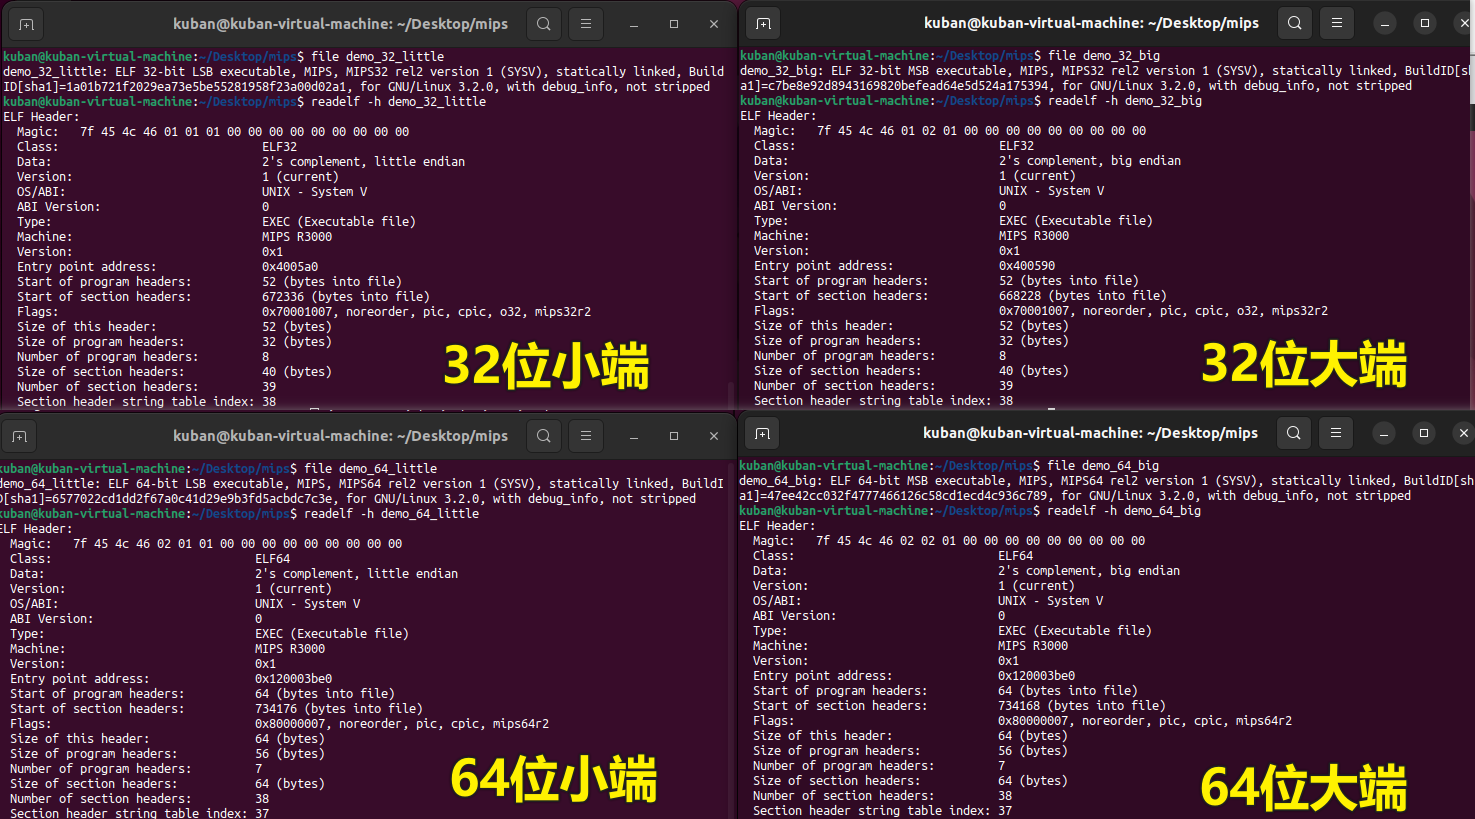 kuban@kuban-virtual-machine: ~/Desktop/mips
kuban@kuban-virtual-machine:~/Desktop/mips$ file demo_32_little
demo_32_little: ELF 32-bit LSB executable, MIPS, MIPS32 rel2 version 1 (SYSV), statically linked, Build
ID[sha1]=1a01b721f2029ea73e5be55281958f23a00d02a1, for GNU/Linux 3.2.0, with debug_info, not stripped
kuban@kuban-virtual-machine:~/Desktop/mips$ readelf -h demo_32_little
ELF Header:
Magic: 7f 45 4c 46 01 01 01 00 00 00 00 00 00 00 00 00
Class: ELF32
Data: 2's complement, little endian
Version: 1 (current)
OS/ABI: UNIX - System V
ABI Version: 0
Type: EXEC (Executable file)
Machine: MIPS R3000
Version: 0x1
Entry point address: 0x4005a0
Start of program headers: 52 (bytes into file)
Start of section headers: 672336 (bytes into file)
Flags: 0x70001007, noreorder, pic, cpic, o32, mips32r2
Size of this header: 52 (bytes)
Size of program headers: 32 (bytes)
Number of program headers: 8
Size of section headers: 40 (bytes)
Number of section headers: 39
Section header string table index: 38
32位小端
kuban@kuban-virtual-machine: ~/Desktop/mips
kuban@kuban-virtual-machine:~/Desktop/mips$ file demo_32_big
demo_32_big: ELF 32-bit MSB executable, MIPS, MIPS32 rel2 version 1 (SYSV), statically linked, BuildID[sh
a1]=c7be8e92d8943169820befead64e5d524a175394, for GNU/Linux 3.2.0, with debug_info, not stripped
kuban@kuban-virtual-machine:~/Desktop/mips$ readelf -h demo_32_big
ELF Header:
Magic: 7f 45 4c 46 01 02 01 00 00 00 00 00 00 00 00 00
Class: ELF32
Data: 2's complement, big endian
Version: 1 (current)
OS/ABI: UNIX - System V
ABI Version: 0
Type: EXEC (Executable file)
Machine: MIPS R3000
Version: 0x1
Entry point address: 0x400590
Start of program headers: 52 (bytes into file)
Start of section headers: 668228 (bytes into file)
Flags: 0x70001007, noreorder, pic, cpic, o32, mips32r2
Size of this header: 52 (bytes)
Size of program headers: 32 (bytes)
Number of program headers: 8
Size of section headers: 40 (bytes)
Number of section headers: 39
Section header string table index: 38
32位大端
kuban@kuban-virtual-machine: ~/Desktop/mips
kuban@kuban-virtual-machine:~/Desktop/mips$ file demo_64_little
demo_64_little: ELF 64-bit LSB executable, MIPS, MIPS64 rel2 version 1 (SYSV), statically linked, BuildI
D[sha1]=6577022cd1dd2f67a0c41d29e9b3fd5acbdc7c3e, for GNU/Linux 3.2.0, with debug_info, not stripped
kuban@kuban-virtual-machine:~/Desktop/mips$ readelf -h demo_64_little
ELF Header:
Magic: 7f 45 4c 46 02 01 01 00 00 00 00 00 00 00 00 00
Class: ELF64
Data: 2's complement, little endian
Version: 1 (current)
OS/ABI: UNIX - System V
ABI Version: 0
Type: EXEC (Executable file)
Machine: MIPS R3000
Version: 0x1
Entry point address: 0x120003be0
Start of program headers: 64 (bytes into file)
Start of section headers: 734176 (bytes into file)
Flags: 0x80000007, noreorder, pic, cpic, mips64r2
Size of this header: 64 (bytes)
Size of program headers: 56 (bytes)
Number of program headers: 7
Size of section headers: 64 (bytes)
Number of section headers: 38
Section header string table index: 37
64位小端
kuban@kuban-virtual-machine: ~/Desktop/mips
kuban@kuban-virtual-machine:~/Desktop/mips$ file demo_64_big
demo_64_big: ELF 64-bit MSB executable, MIPS, MIPS64 rel2 version 1 (SYSV), statically linked, BuildID[sh
a1]=47ee42cc032f4777466126c58cd1ecd4c936c789, for GNU/Linux 3.2.0, with debug_info, not stripped
kuban@kuban-virtual-machine:~/Desktop/mips$ readelf -h demo_64_big
ELF Header:
Magic: 7f 45 4c 46 02 02 01 00 00 00 00 00 00 00 00 00
Class: ELF64
Data: 2's complement, big endian
Version: 1 (current)
OS/ABI: UNIX - System V
ABI Version: 0
Type: EXEC (Executable file)
Machine: MIPS R3000
Version: 0x1
Entry point address: 0x120003be0
Start of program headers: 64 (bytes into file)
Start of section headers: 734168 (bytes into file)
Flags: 0x80000007, noreorder, pic, cpic, mips64r2
Size of this header: 64 (bytes)
Size of program headers: 56 (bytes)
Number of program headers: 7
Size of section headers: 64 (bytes)
Number of section headers: 38
Section header string table index: 37
64位大端